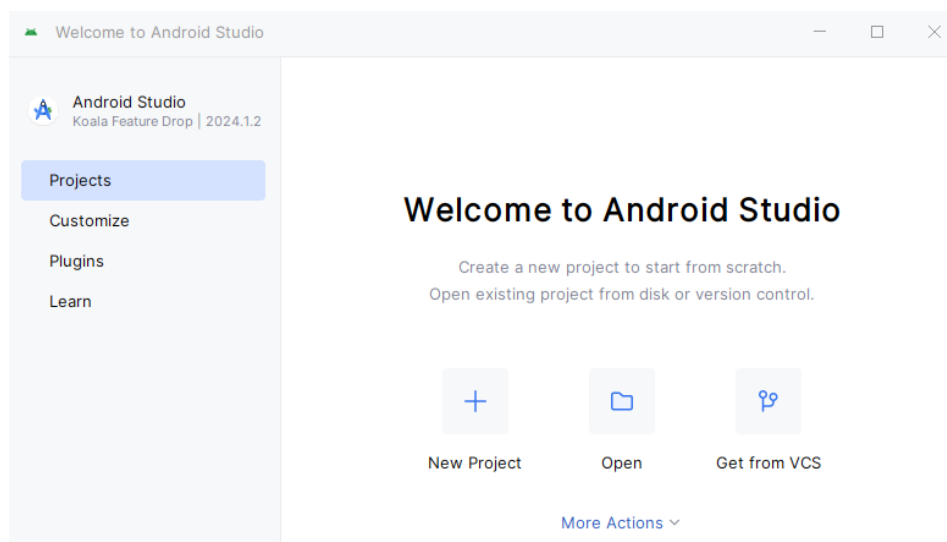 Welcome to Android Studio
Android Studio
Koala Feature Drop | 2024.1.2
Projects
Customize
Plugins
Learn
Welcome to Android Studio
Create a new project to start from scratch.
Open existing project from disk or version control.
New Project
Open
Get from VCS
More Actions